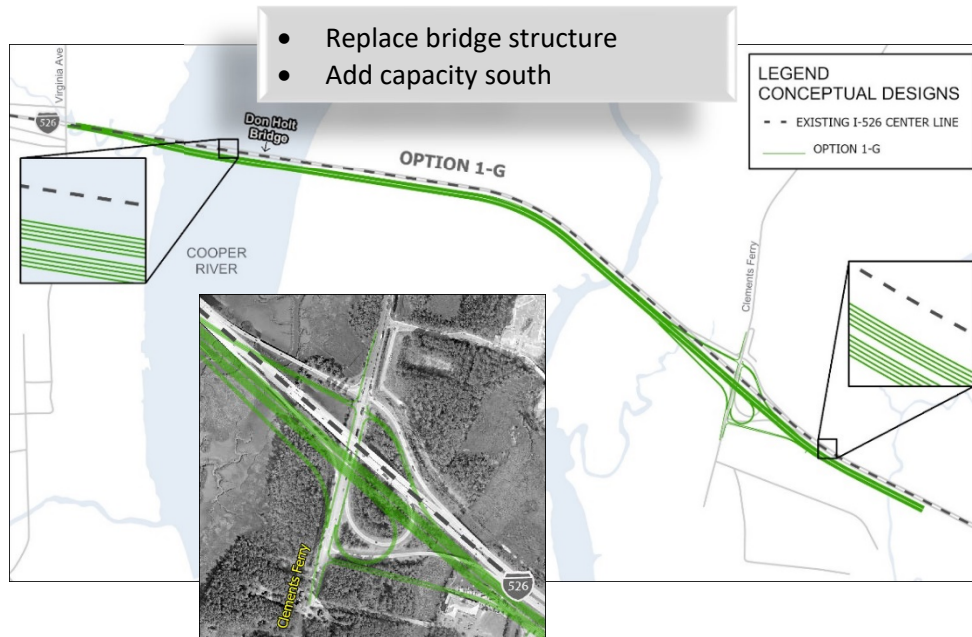 • Replace bridge structure
• Add capacity south
Virginia Ave
526
Don Holt
Bridge
OPTION 1-G
LEGEND
CONCEPTUAL DESIGNS
EXISTING I-526 CENTER LINE
OPTION 1-G
COOPER
RIVER
Clements Ferry
Clements Ferry
526